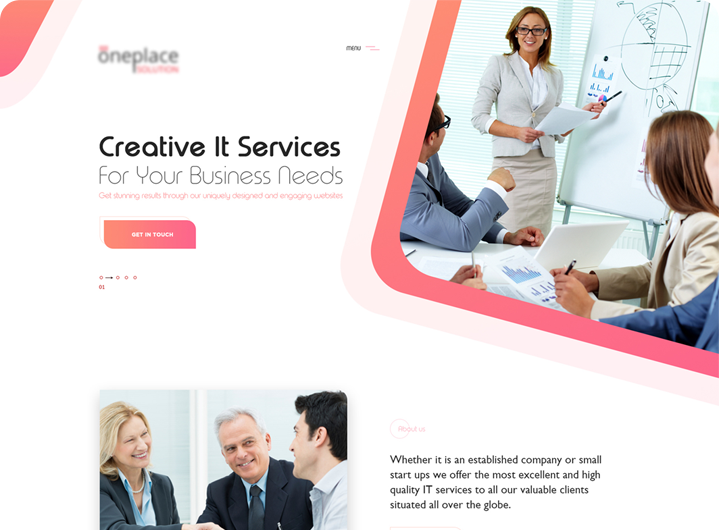 oneplace
SOLUTION
MENU
Creative It Services
For Your Business Needs
Get stunning results through our uniquely designed and engaging websites
GET IN TOUCH
01
About us
Whether it is an established company or small
start ups we offer the most excellent and high
quality IT services to all our valuable clients
situated all over the globe.